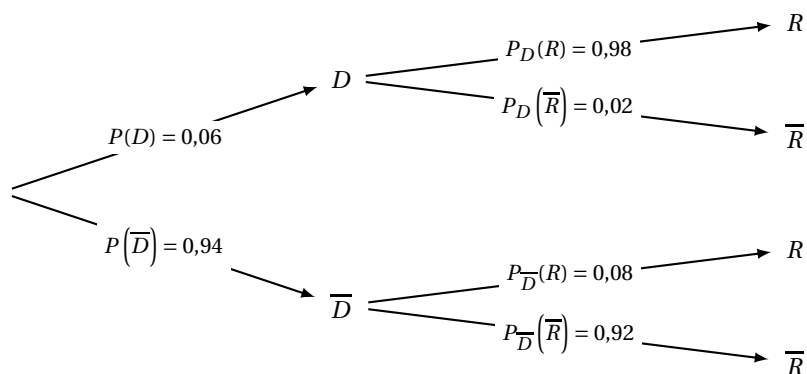 R
P_D(R) = 0,98
D
P_D(R̅) = 0,02
P(D) = 0,06
R̅
P(D̅) = 0,94
R
P_D̅(R) = 0,08
D̅
P_D̅(R̅) = 0,92
R̅